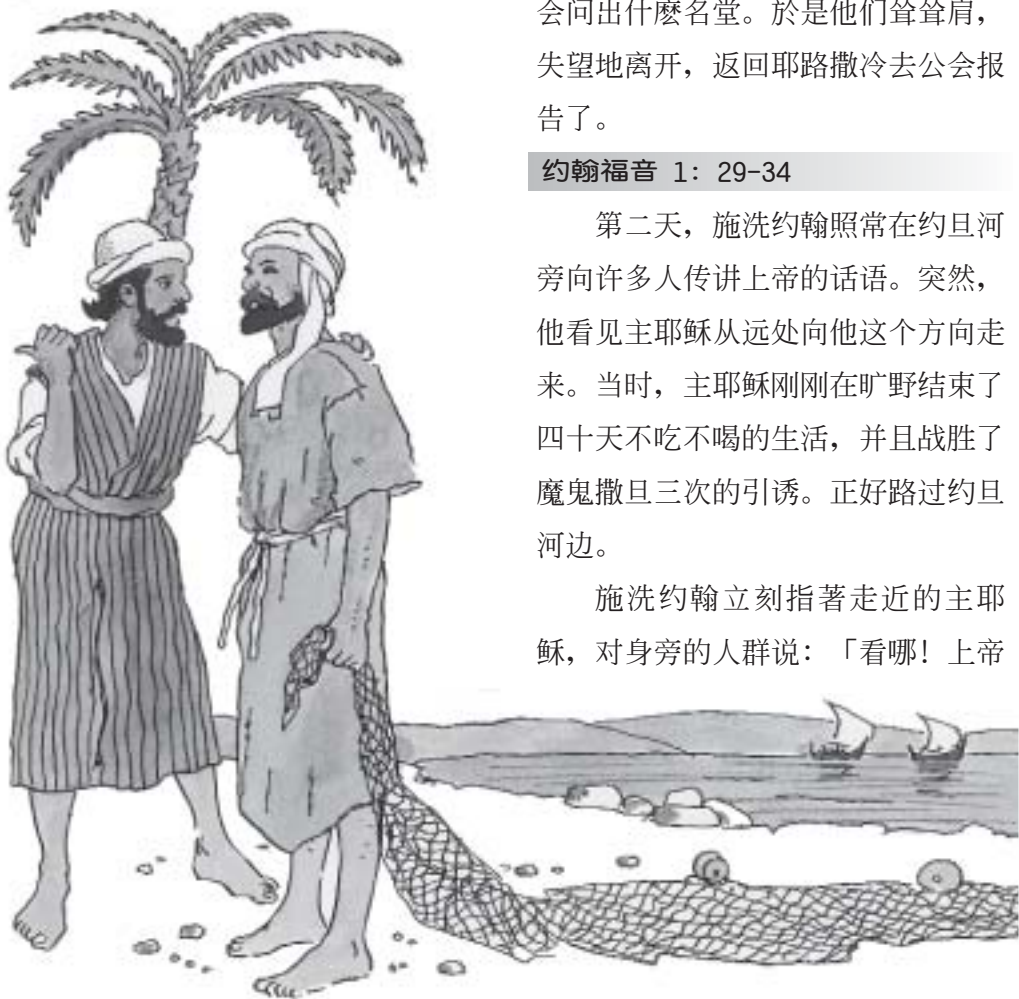 会问出什麽名堂。於是他们耸耸肩，
失望地离开，返回耶路撒冷去公会报
告了。
约翰福音 1：29-34
第二天，施洗约翰照常在约旦河
旁向许多人传讲上帝的话语。突然，
他看见主耶稣从远处向他这个方向走
来。当时，主耶稣刚刚在旷野结束了
四十天不吃不喝的生活，并且战胜了
魔鬼撒旦三次的引诱。正好路过约旦
河边。
施洗约翰立刻指著走近的主耶
稣，对身旁的人群说：「看哪！上帝